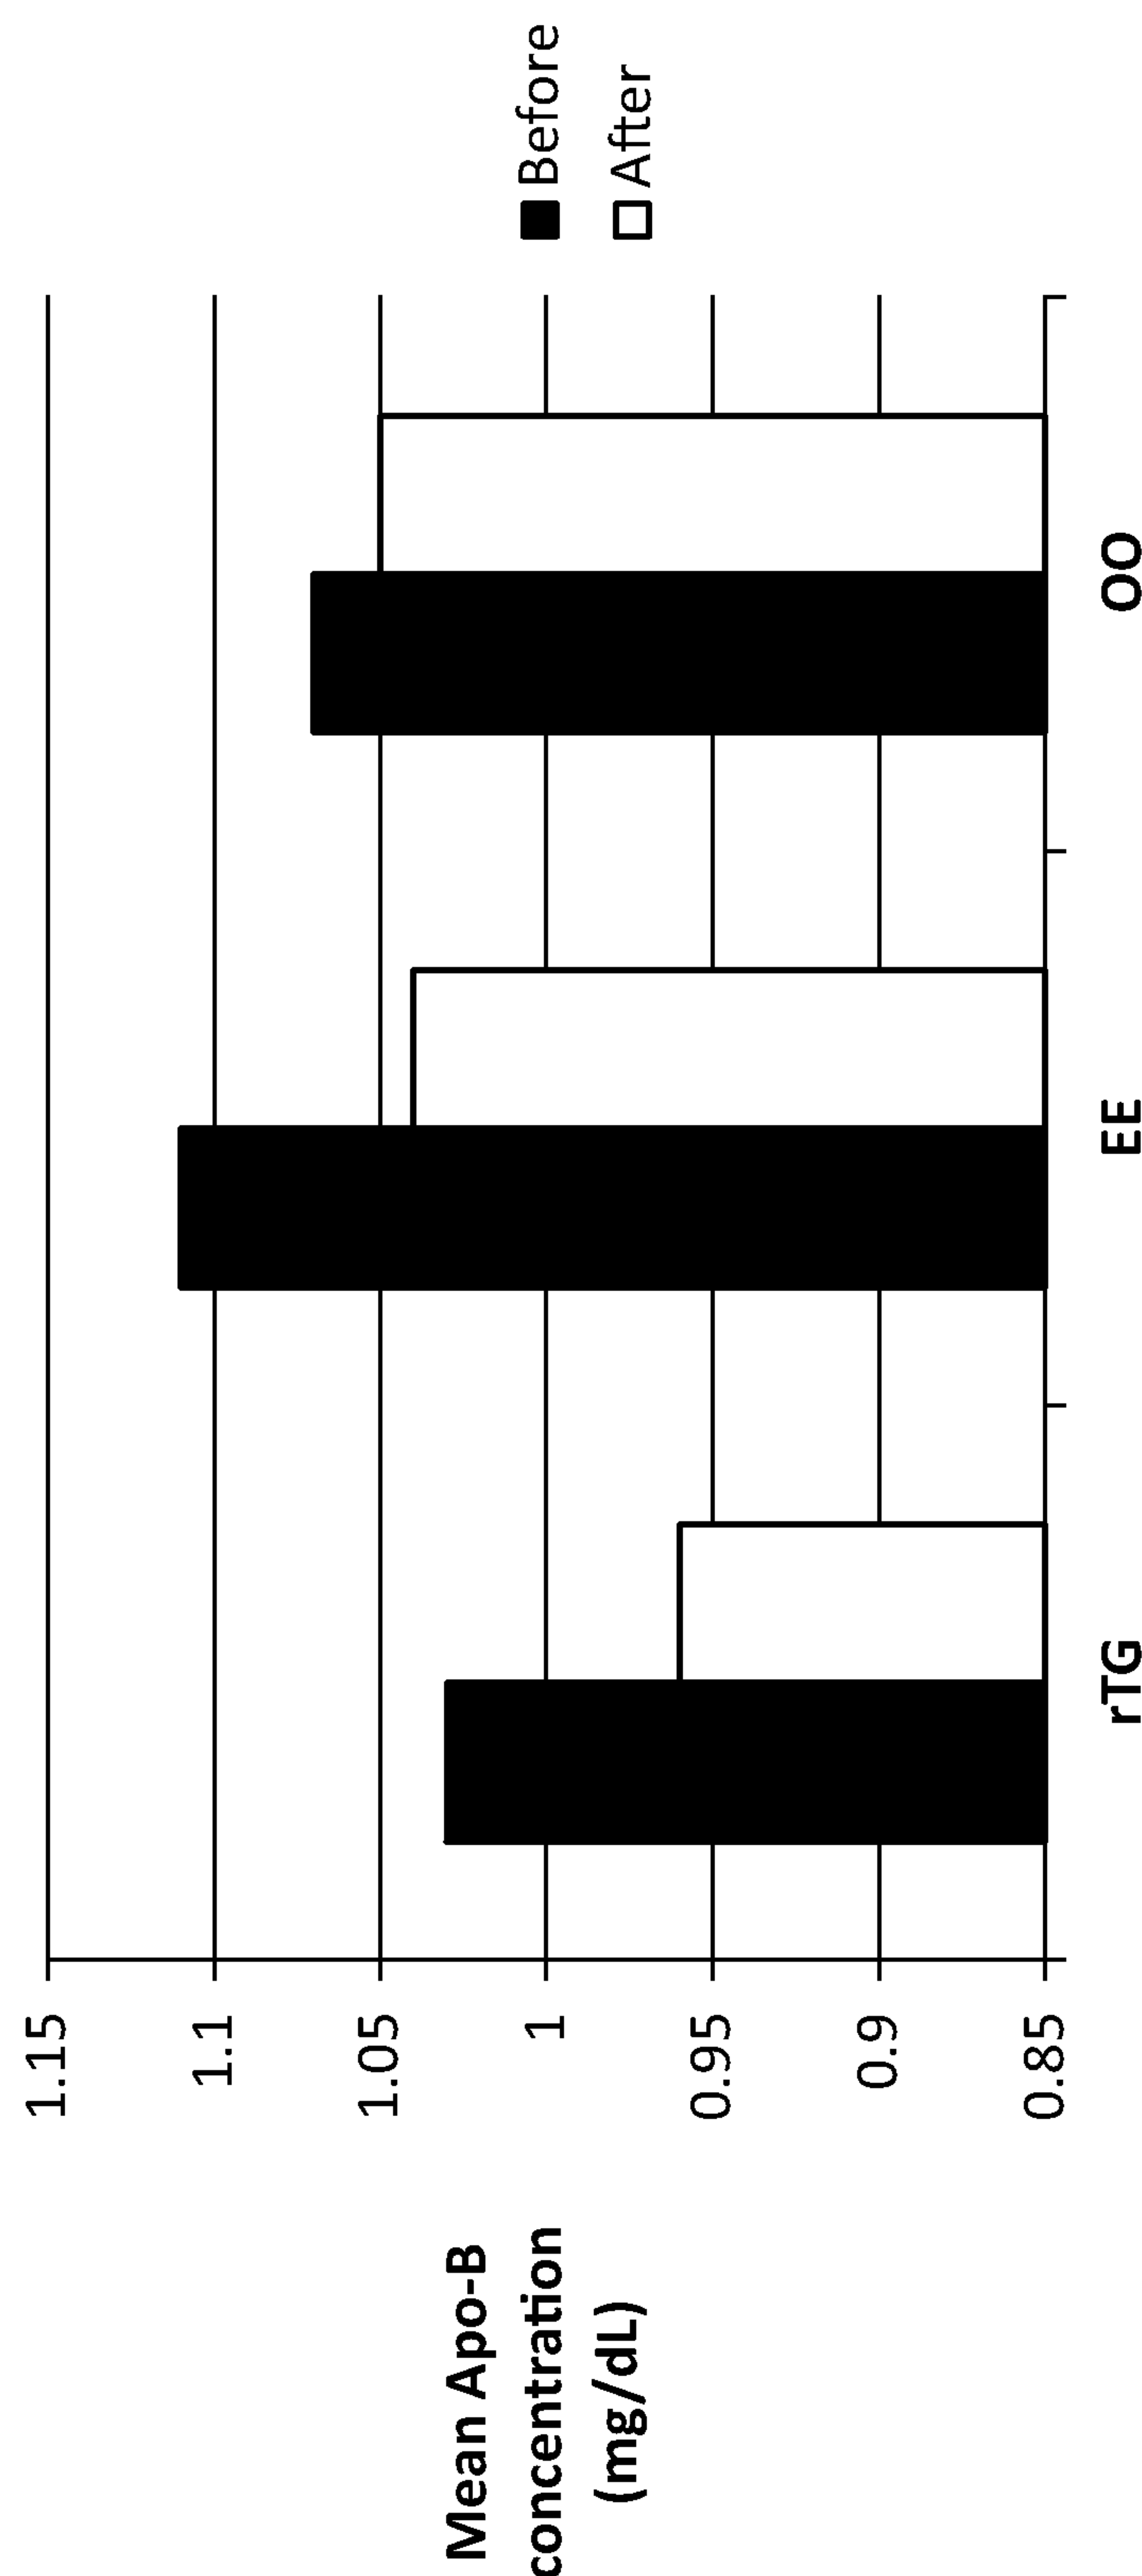 Mean Apo-B
concentration
(mg/dL)
1.15
1.1
1.05
1
0.95
0.9
0.85
rTG
EE
OO
Before
After